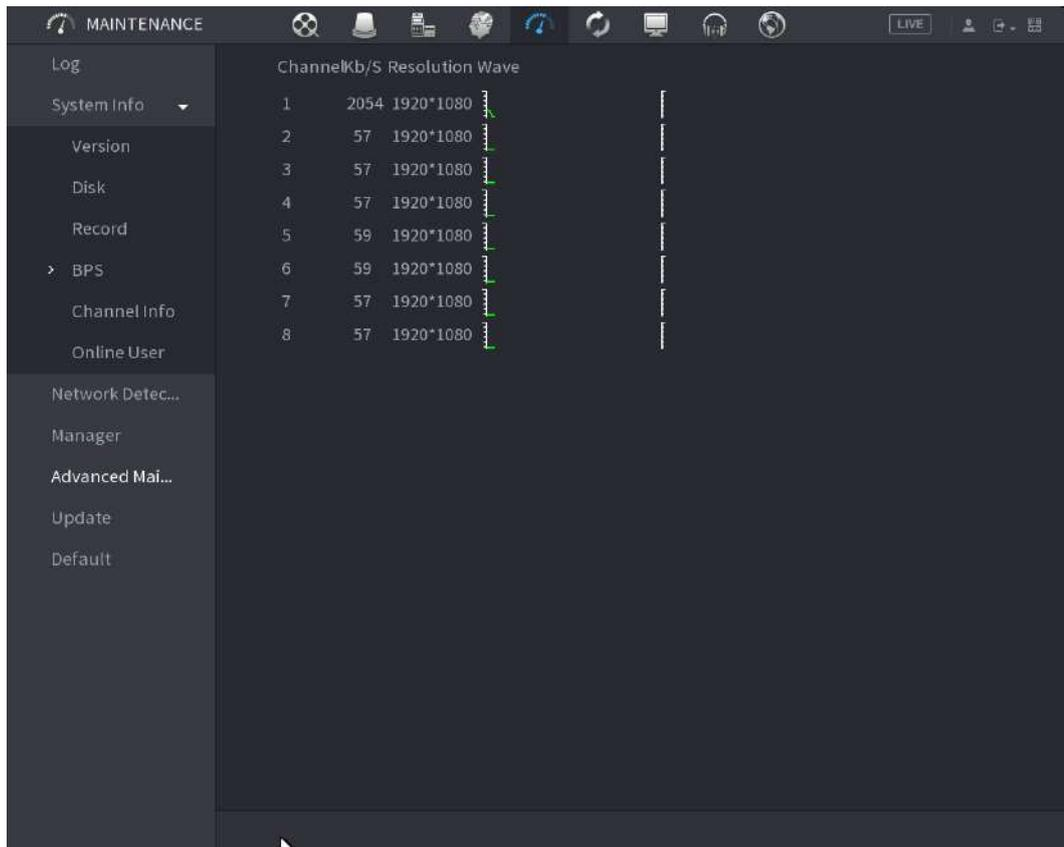 MAINTENANCE
LIVE
Log
System Info
Version
Disk
Record
BPS
Channel Info
Online User
Network Detec...
Manager
Advanced Mai...
Update
Default
ChannelKb/S Resolution Wave
1 2054 1920*1080
2 57 1920*1080
3 57 1920*1080
4 57 1920*1080
5 59 1920*1080
6 59 1920*1080
7 57 1920*1080
8 57 1920*1080